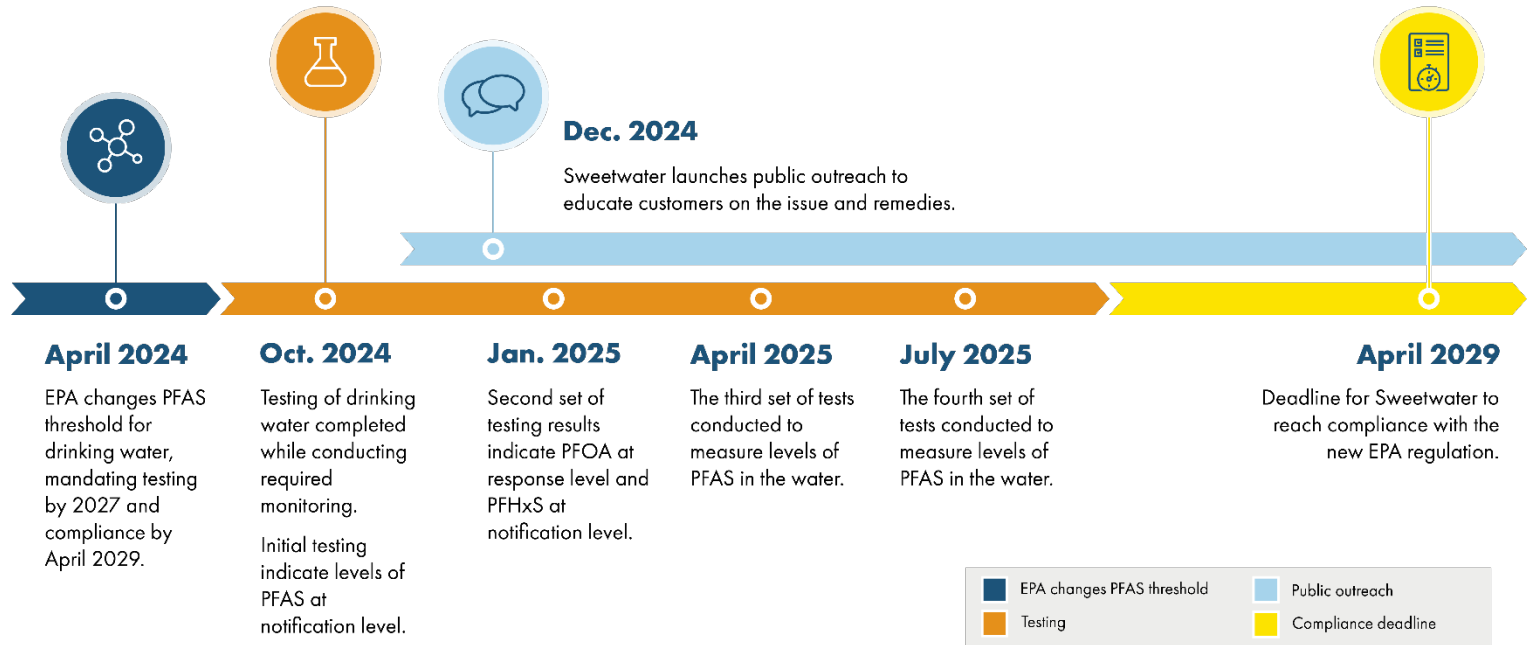 Dec. 2024
Sweetwater launches public outreach to
educate customers on the issue and remedies.
April 2024
EPA changes PFAS
threshold for
drinking water,
mandating testing
by 2027 and
compliance by
April 2029.
Oct. 2024
Testing of drinking
water completed
while conducting
required
monitoring.
Initial testing
indicate levels of
PFAS at
notification level.
Jan. 2025
Second set of
testing results
indicate PFOA at
response level and
PFHxS at
notification level.
April 2025
The third set of tests
conducted to
measure levels of
PFAS in the water.
July 2025
The fourth set of
tests conducted to
measure levels of
PFAS in the water.
April 2029
Deadline for Sweetwater to
reach compliance with the
new EPA regulation.
EPA changes PFAS threshold
Testing
Public outreach
Compliance deadline